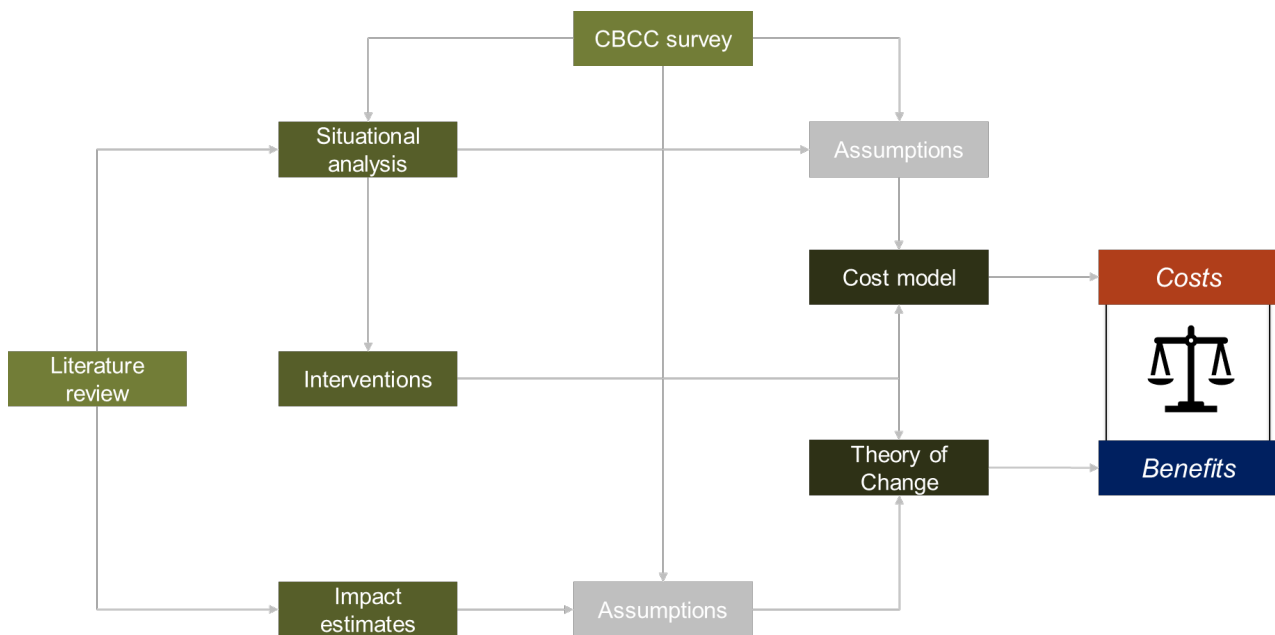 CBCC survey
Situational
analysis
Assumptions
Cost model
Costs
Literature
review
Interventions
Theory of
Change
Benefits
Impact
estimates
Assumptions